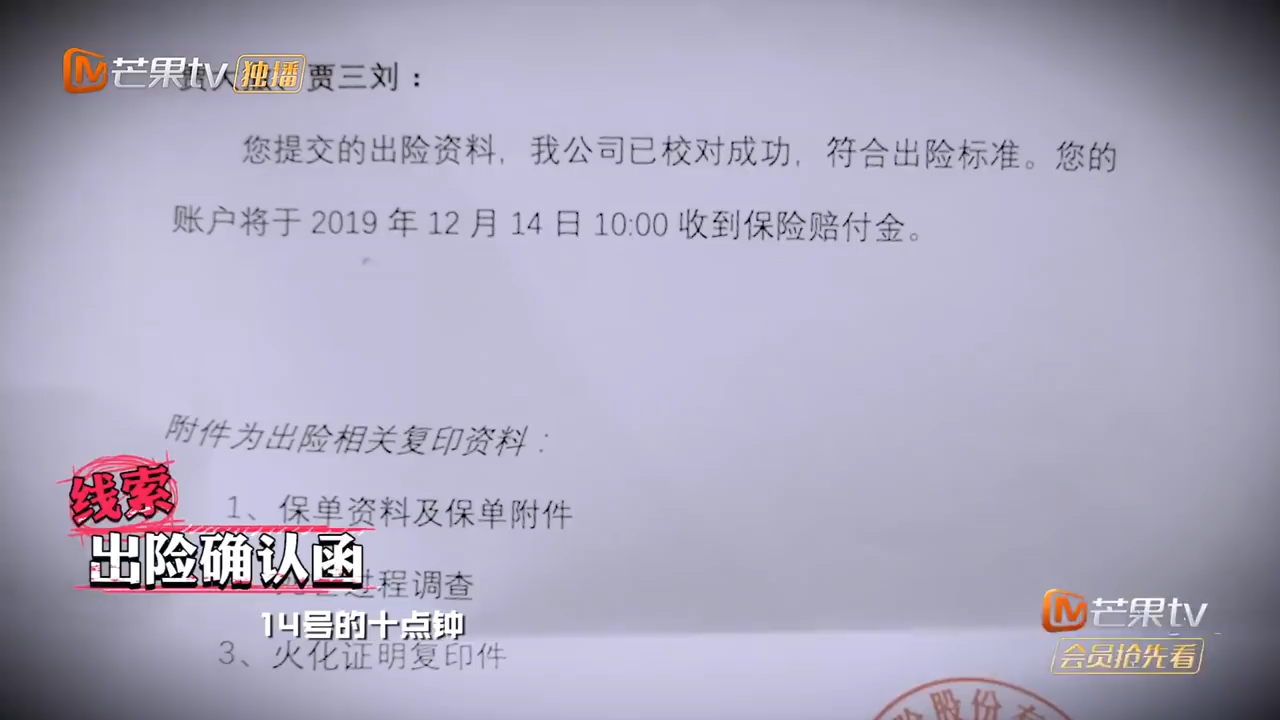 芒果tv 独播
贾三刘：
您提交的出险资料，我公司已校对成功，符合出险标准。您的
账户将于 2019 年 12 月 14 日 10:00 收到保险赔付金。
附件为出险相关复印资料：
1、保单资料及保单附件
线索
出险确认函
过程调查
14号的十点钟
3、火化证明复印件
芒果tv
会员抢先看
险股份有